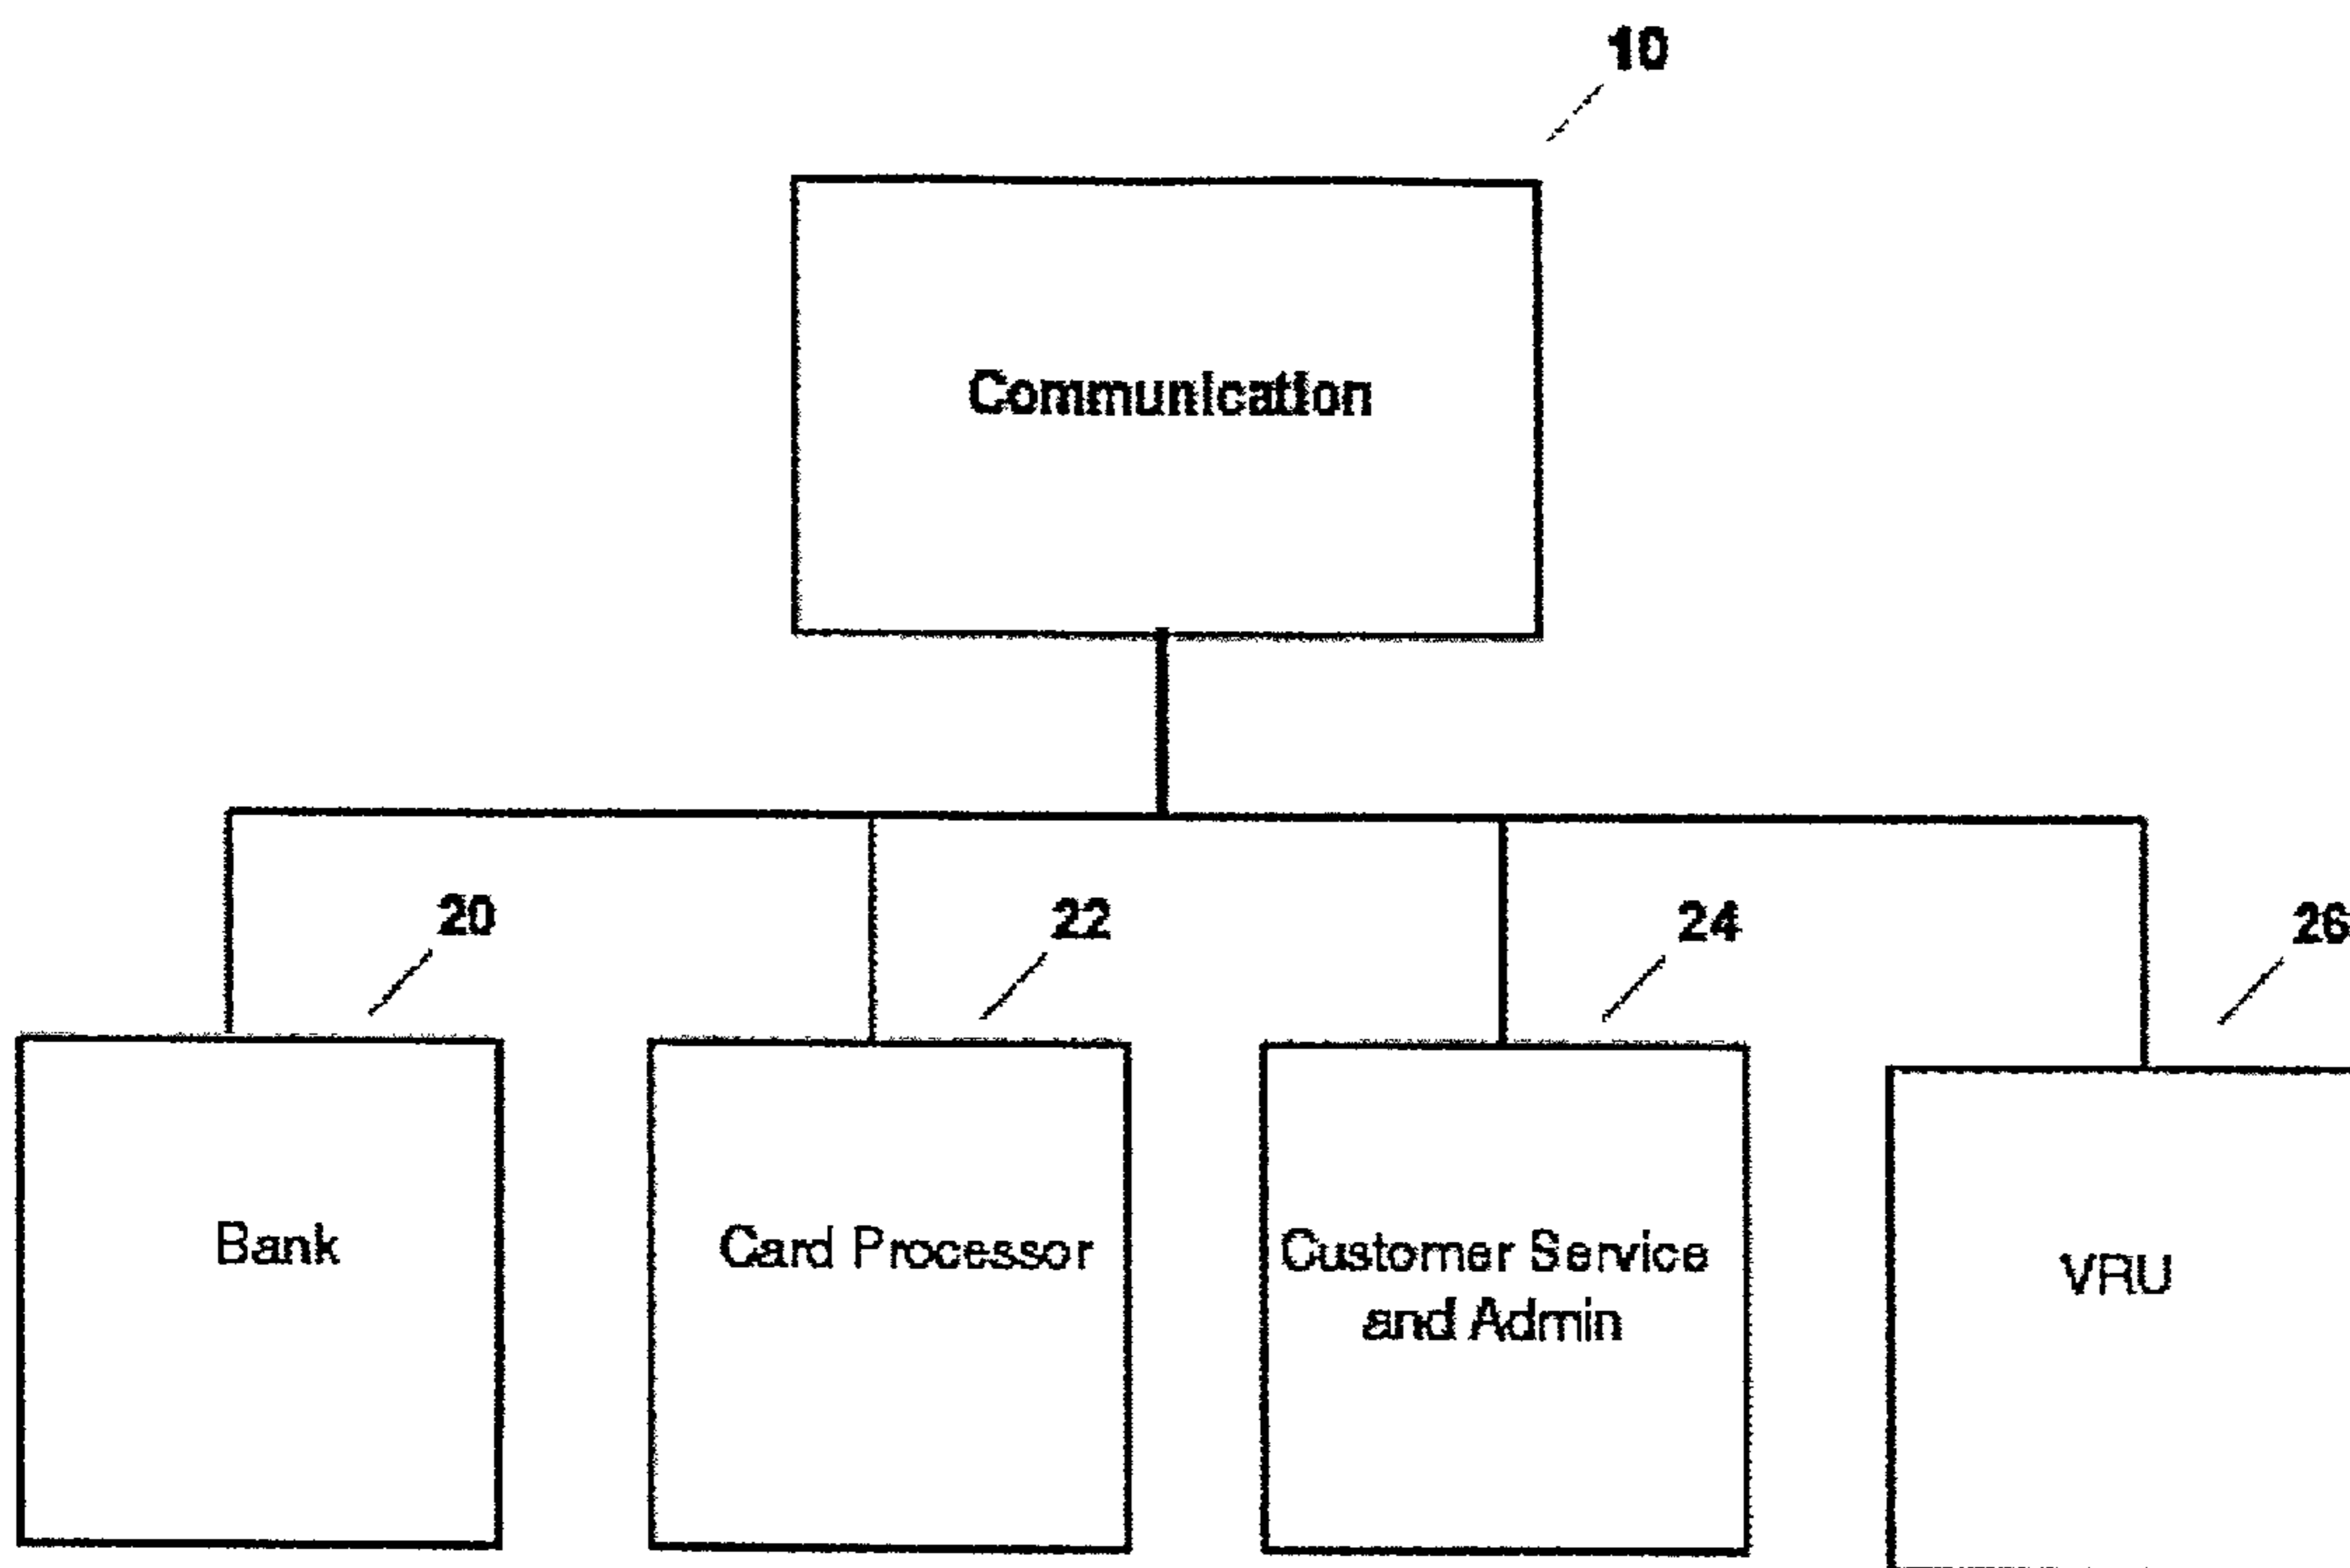 10
Communication
20
22
24
26
Bank
Card Processor
Customer Service
and Admin
VRU